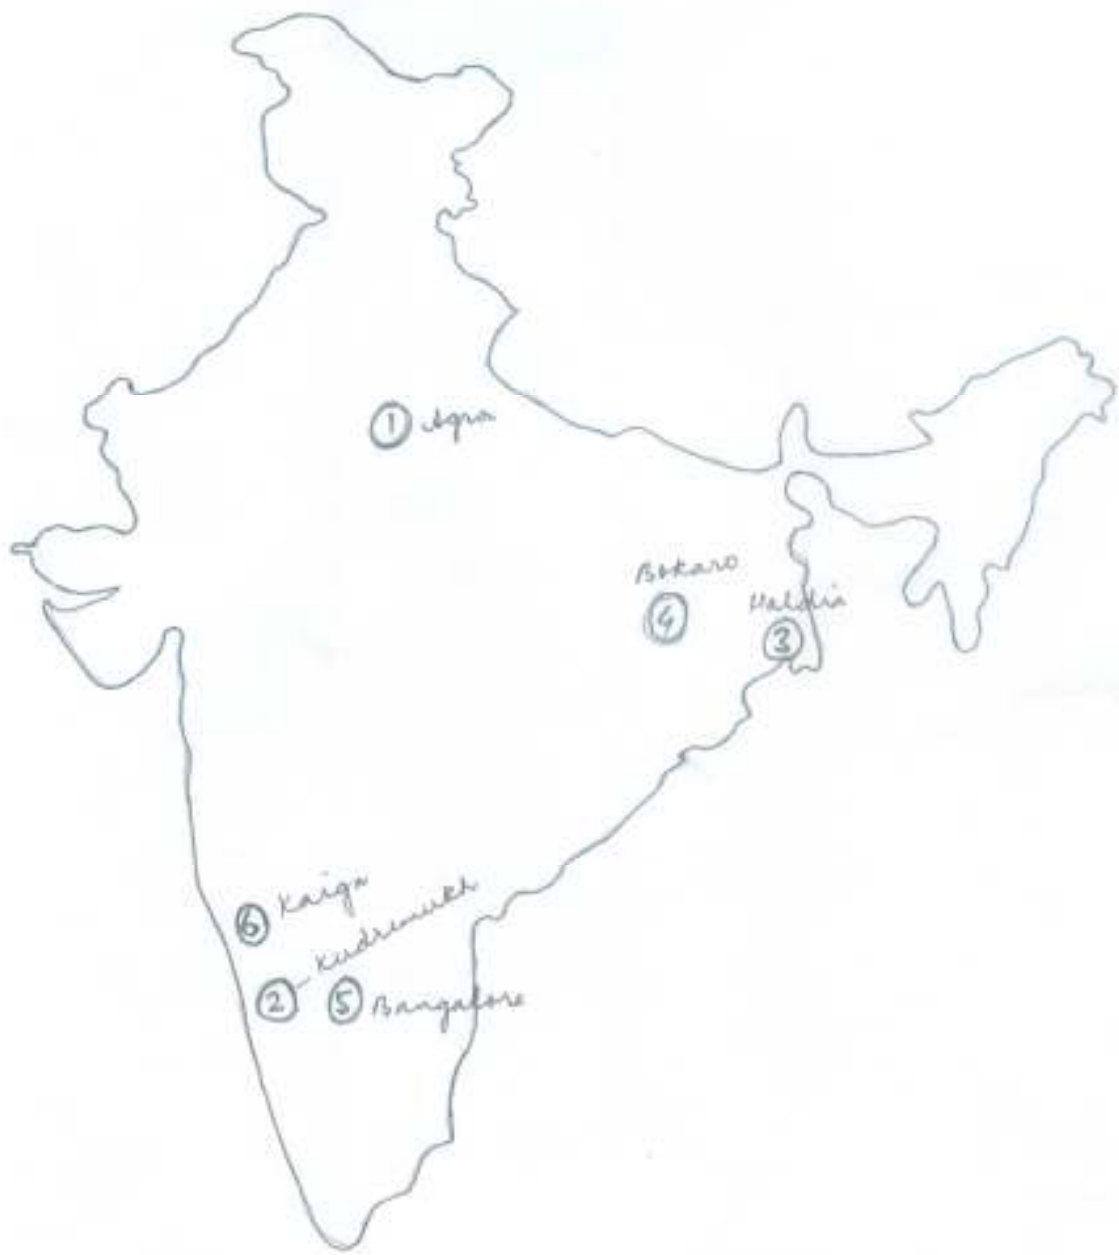 ① Agra
Bokaro
④
Haldia
③
⑥ Kaiga
② Kudremukh
⑤ Bangalore